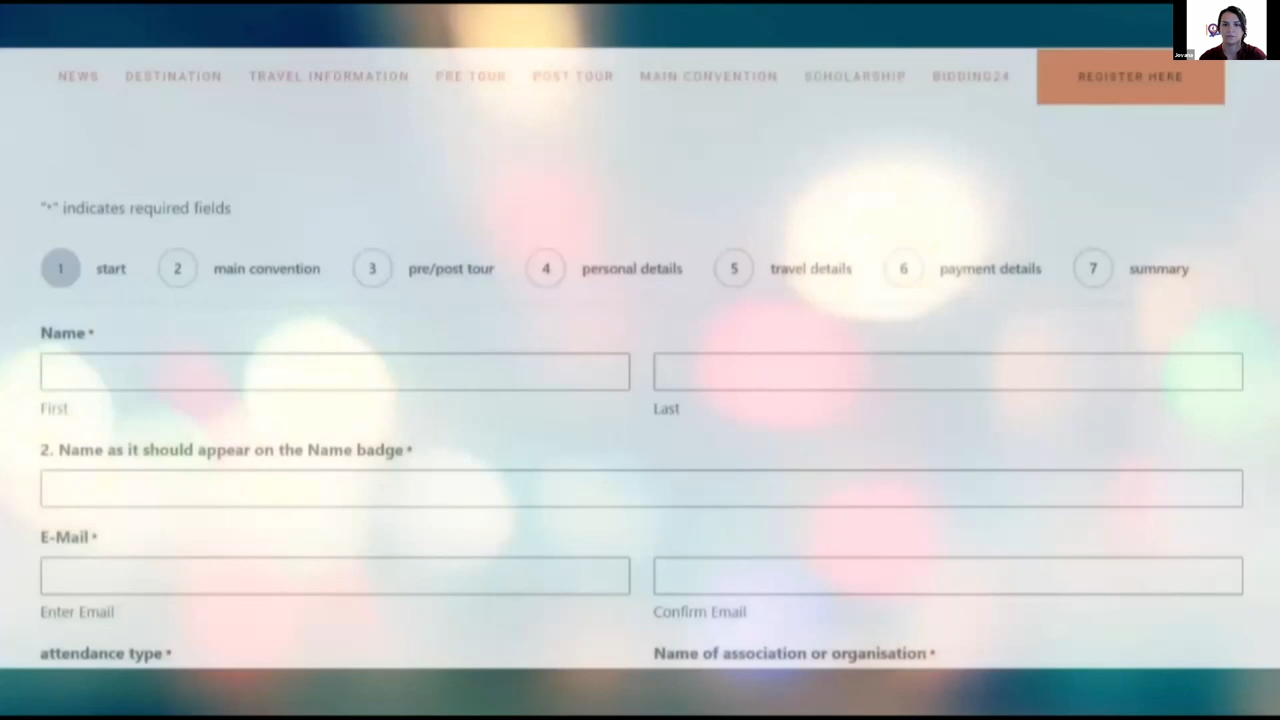 NEWS DESTINATION TRAVEL INFORMATION PRE TOUR POST TOUR MAIN CONVENTION SCHOLARSHIP BIDDING24 REGISTER HERE
"*" indicates required fields
1 start 2 main convention 3 pre/post tour 4 personal details 5 travel details 6 payment details 7 summary
Name *
First Last
2. Name as it should appear on the Name badge *
E-Mail *
Enter Email Confirm Email
attendance type * Name of association or organisation *
Jovana